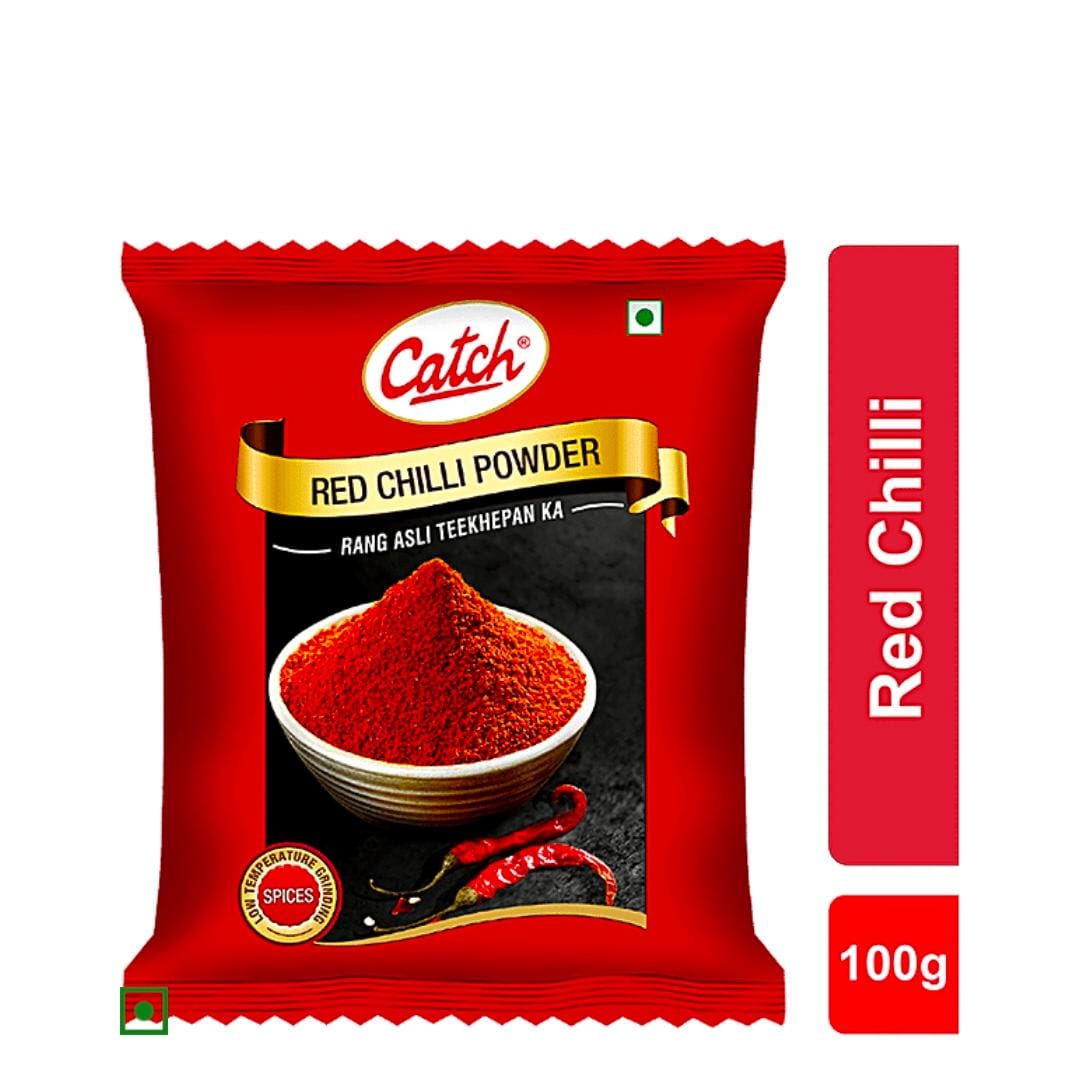 Catch®
RED CHILLI POWDER
RANG ASLI TEEKHEPAN KA
LOW TEMPERATURE GRINDING
SPICES
Red Chilli
100g